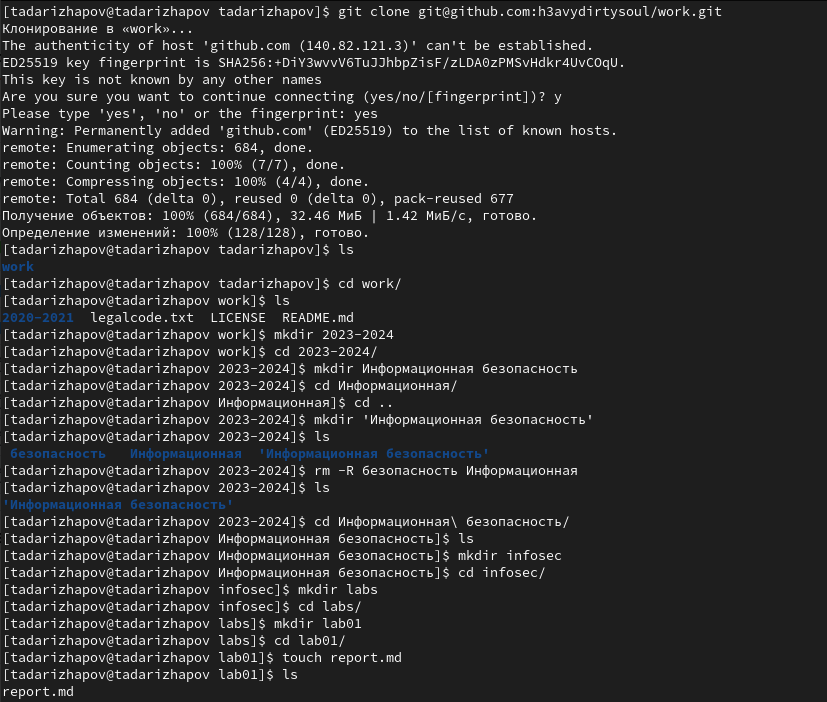 [tadarizhapov@tadarizhapov tadarizhapov]$ git clone git@github.com:h3avydirtysoul/work.git
Клонирование в «work»...
The authenticity of host 'github.com (140.82.121.3)' can't be established.
ED25519 key fingerprint is SHA256:+DiY3wvvV6TuJJhbpZisF/zLDA0zPMSvHdkr4UvCOqU.
This key is not known by any other names
Are you sure you want to continue connecting (yes/no/[fingerprint])? y
Please type 'yes', 'no' or the fingerprint: yes
Warning: Permanently added 'github.com' (ED25519) to the list of known hosts.
remote: Enumerating objects: 684, done.
remote: Counting objects: 100% (7/7), done.
remote: Compressing objects: 100% (4/4), done.
remote: Total 684 (delta 0), reused 0 (delta 0), pack-reused 677
Получение объектов: 100% (684/684), 32.46 МиБ | 1.42 МиБ/с, готово.
Определение изменений: 100% (128/128), готово.
[tadarizhapov@tadarizhapov tadarizhapov]$ ls
work
[tadarizhapov@tadarizhapov tadarizhapov]$ cd work/
[tadarizhapov@tadarizhapov work]$ ls
2020-2021  legalcode.txt  LICENSE  README.md
[tadarizhapov@tadarizhapov work]$ mkdir 2023-2024
[tadarizhapov@tadarizhapov work]$ cd 2023-2024/
[tadarizhapov@tadarizhapov 2023-2024]$ mkdir Информационная безопасность
[tadarizhapov@tadarizhapov 2023-2024]$ cd Информационная/
[tadarizhapov@tadarizhapov Информационная]$ cd ..
[tadarizhapov@tadarizhapov 2023-2024]$ mkdir 'Информационная безопасность'
[tadarizhapov@tadarizhapov 2023-2024]$ ls
 безопасность   Информационная  'Информационная безопасность'
[tadarizhapov@tadarizhapov 2023-2024]$ rm -R безопасность Информационная
[tadarizhapov@tadarizhapov 2023-2024]$ ls
'Информационная безопасность'
[tadarizhapov@tadarizhapov 2023-2024]$ cd Информационная\ безопасность/
[tadarizhapov@tadarizhapov Информационная безопасность]$ ls
[tadarizhapov@tadarizhapov Информационная безопасность]$ mkdir infosec
[tadarizhapov@tadarizhapov Информационная безопасность]$ cd infosec/
[tadarizhapov@tadarizhapov infosec]$ mkdir labs
[tadarizhapov@tadarizhapov infosec]$ cd labs/
[tadarizhapov@tadarizhapov labs]$ mkdir lab01
[tadarizhapov@tadarizhapov labs]$ cd lab01/
[tadarizhapov@tadarizhapov lab01]$ touch report.md
[tadarizhapov@tadarizhapov lab01]$ ls
report.md